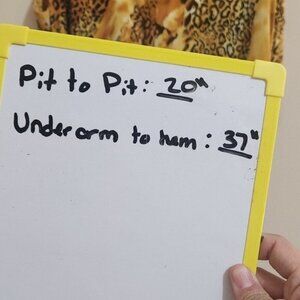 Pit to Pit: 20"
Underarm to hem: 37"